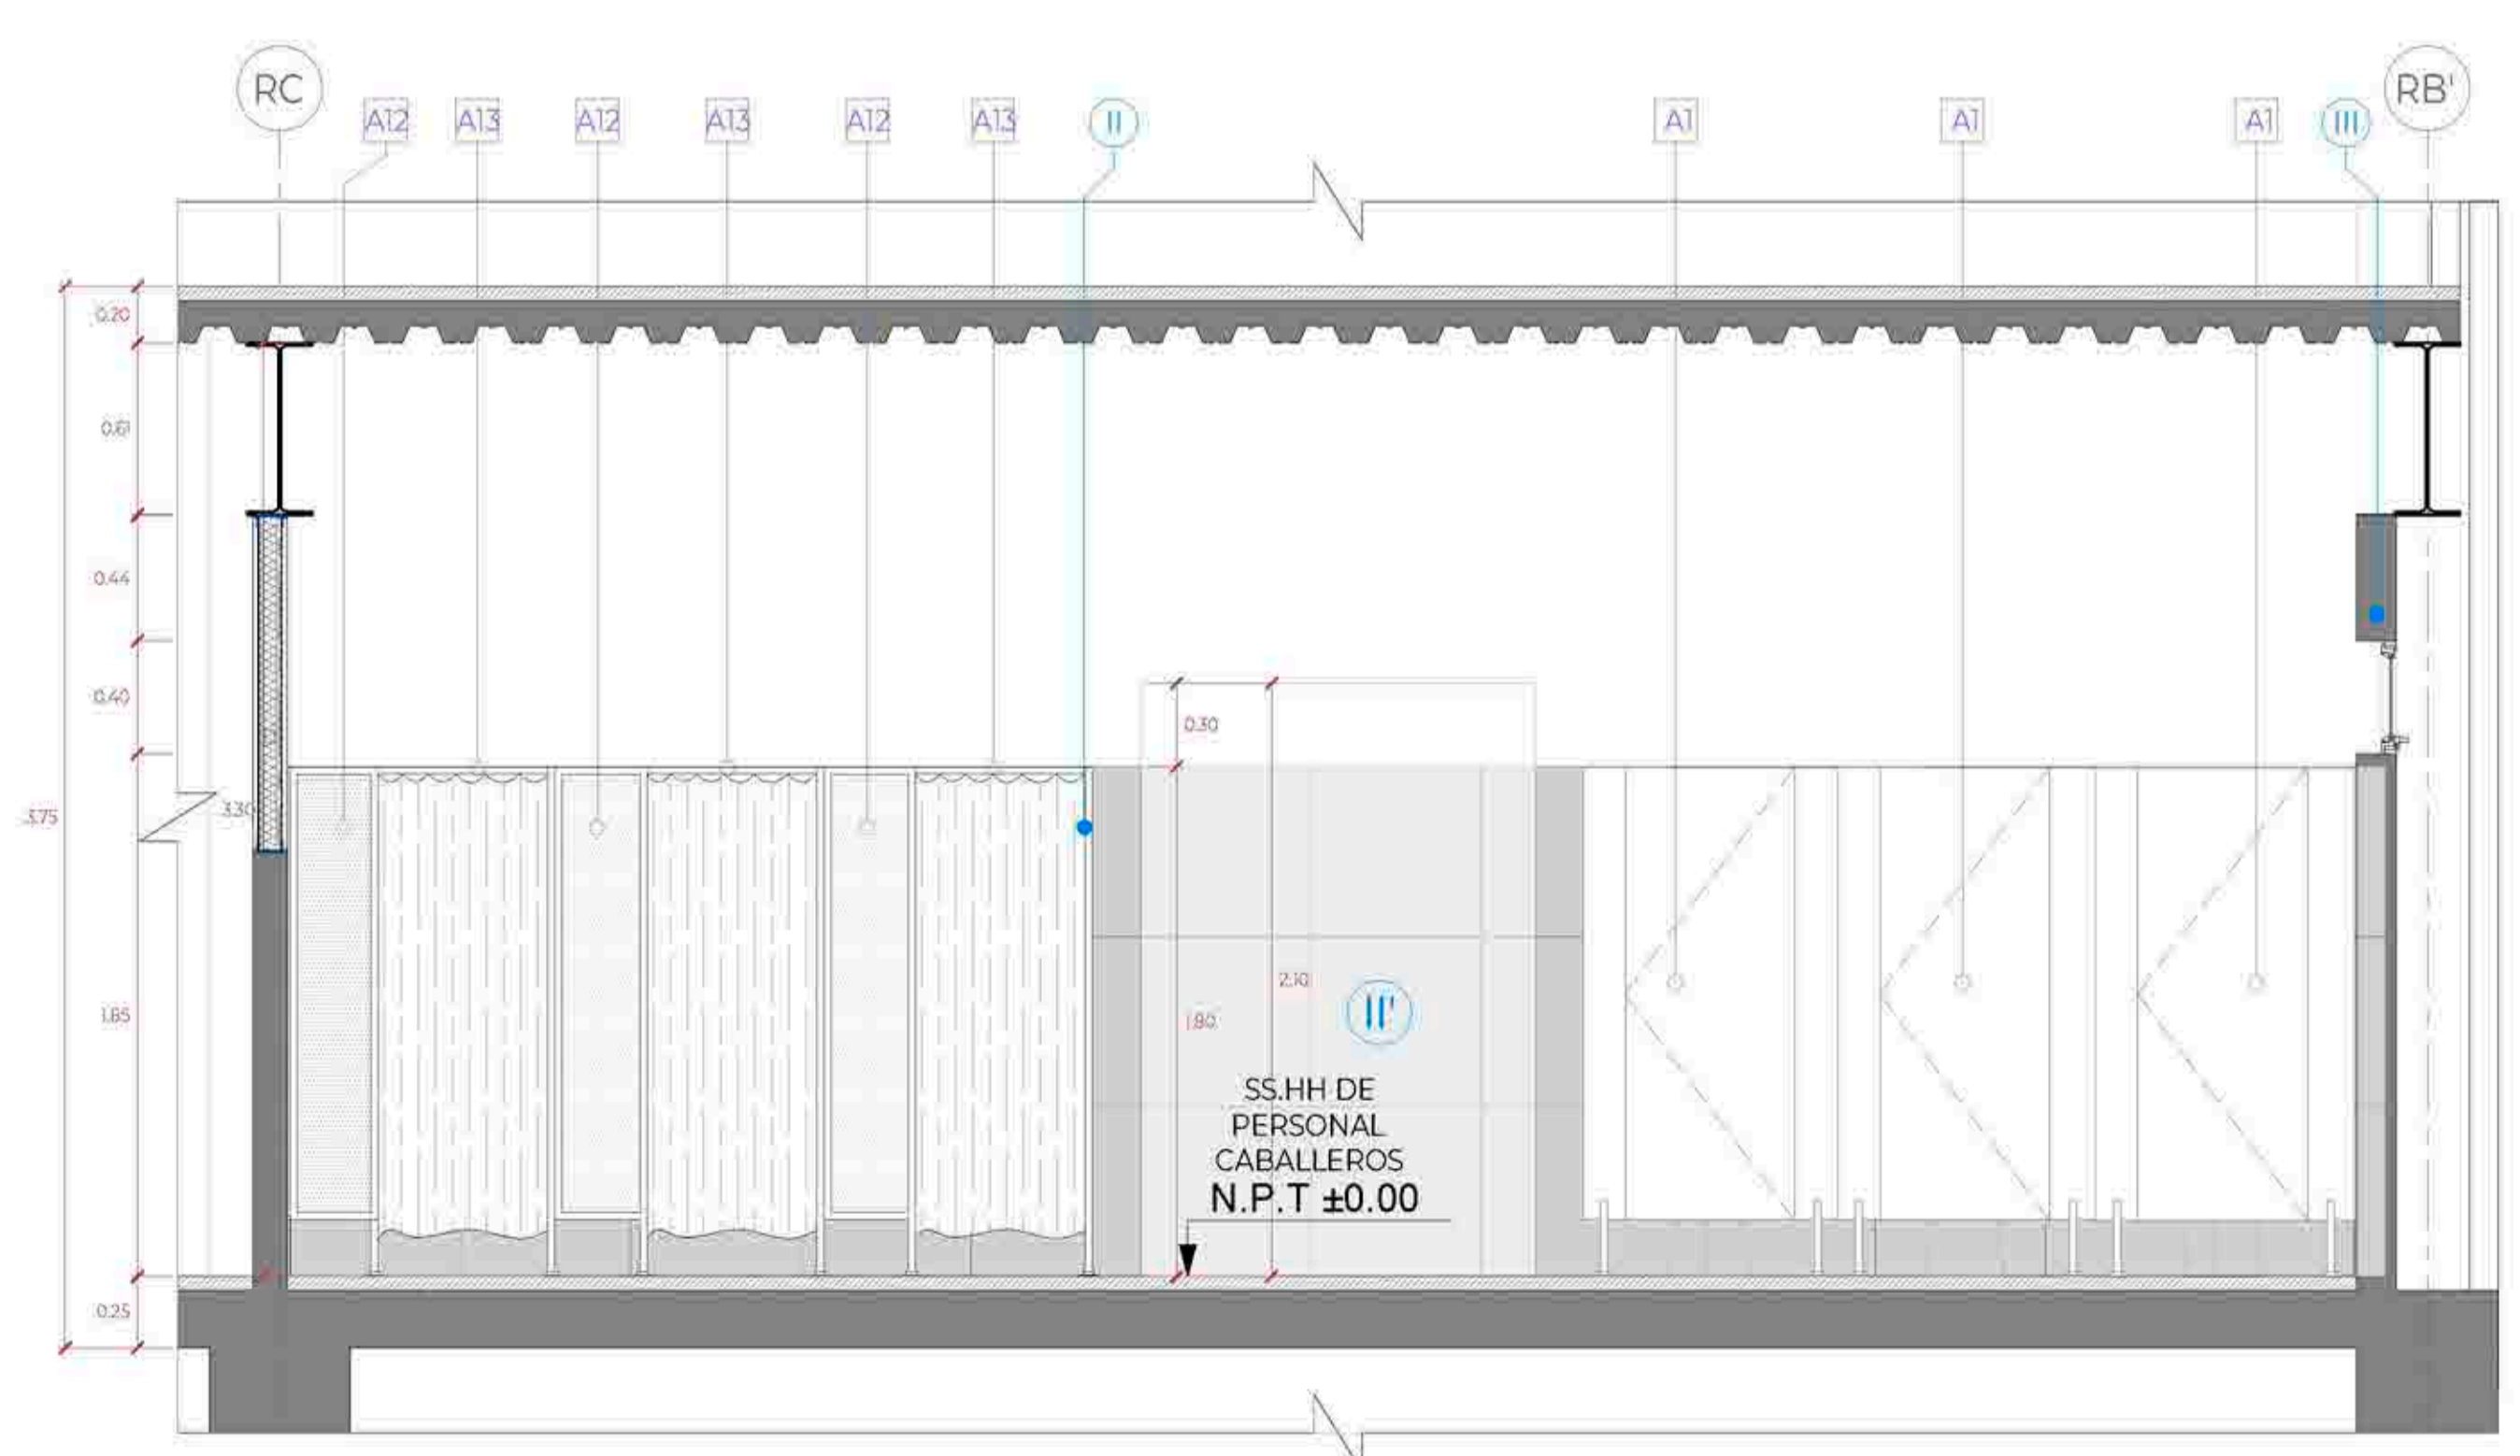 RC
A12
A13
A12
A13
A12
A13
II
A1
A1
A1
III
RB'
0.20
0.61
0.44
0.40
0.30
3.75
3.30
2.10
II'
1.85
1.80
SS.HH DE
PERSONAL
CABALLEROS
N.P.T ±0.00
0.25